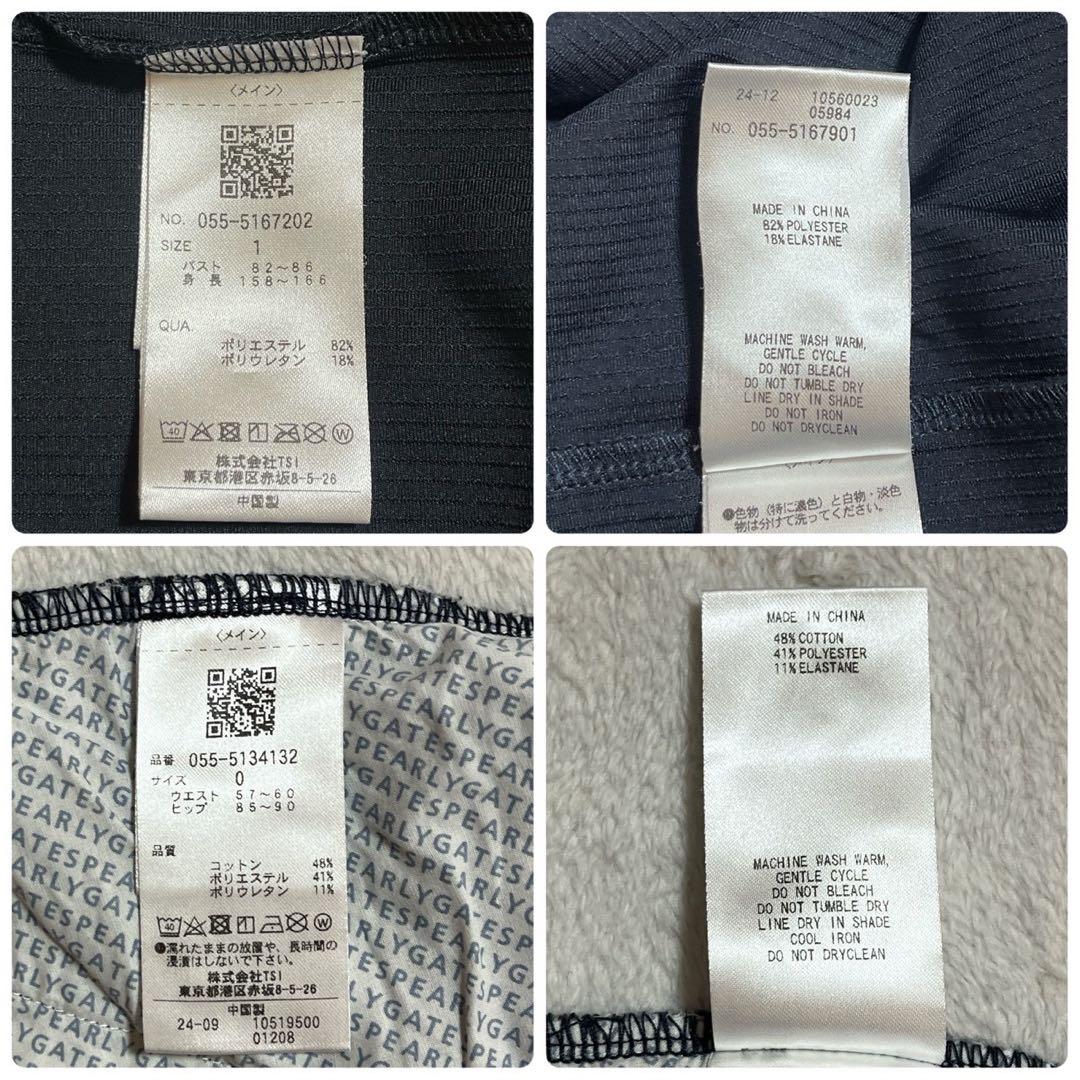 〈メイン〉
NO. 055-5167202
SIZE 1
バスト 82～86
身長 158～166
QUA.
ポリエステル 82%
ポリウレタン 18%
40 W
株式会社TSI
東京都港区赤坂8-5-26
中国製
24-12 10560023
05984
NO. 055-5167901
MADE IN CHINA
82% POLYESTER
18% ELASTANE
MACHINE WASH WARM,
GENTLE CYCLE
DO NOT BLEACH
DO NOT TUMBLE DRY
LINE DRY IN SHADE
DO NOT IRON
DO NOT DRYCLEAN
●色物（特に濃色）と白物・淡色
物は分けて洗ってください。
〈メイン〉
品番 055-5134132
サイズ 0
ウエスト 57～60
ヒップ 85～90
品質
コットン 48%
ポリエステル 41%
ポリウレタン 11%
40 W
●濡れたままの放置や、長時間の
浸漬はしないで下さい。
株式会社TSI
東京都港区赤坂8-5-26
中国製
24-09 10519500
01208
PEARLYGATES
MADE IN CHINA
48% COTTON
41% POLYESTER
11% ELASTANE
MACHINE WASH WARM,
GENTLE CYCLE
DO NOT BLEACH
DO NOT TUMBLE DRY
LINE DRY IN SHADE
COOL IRON
DO NOT DRYCLEAN